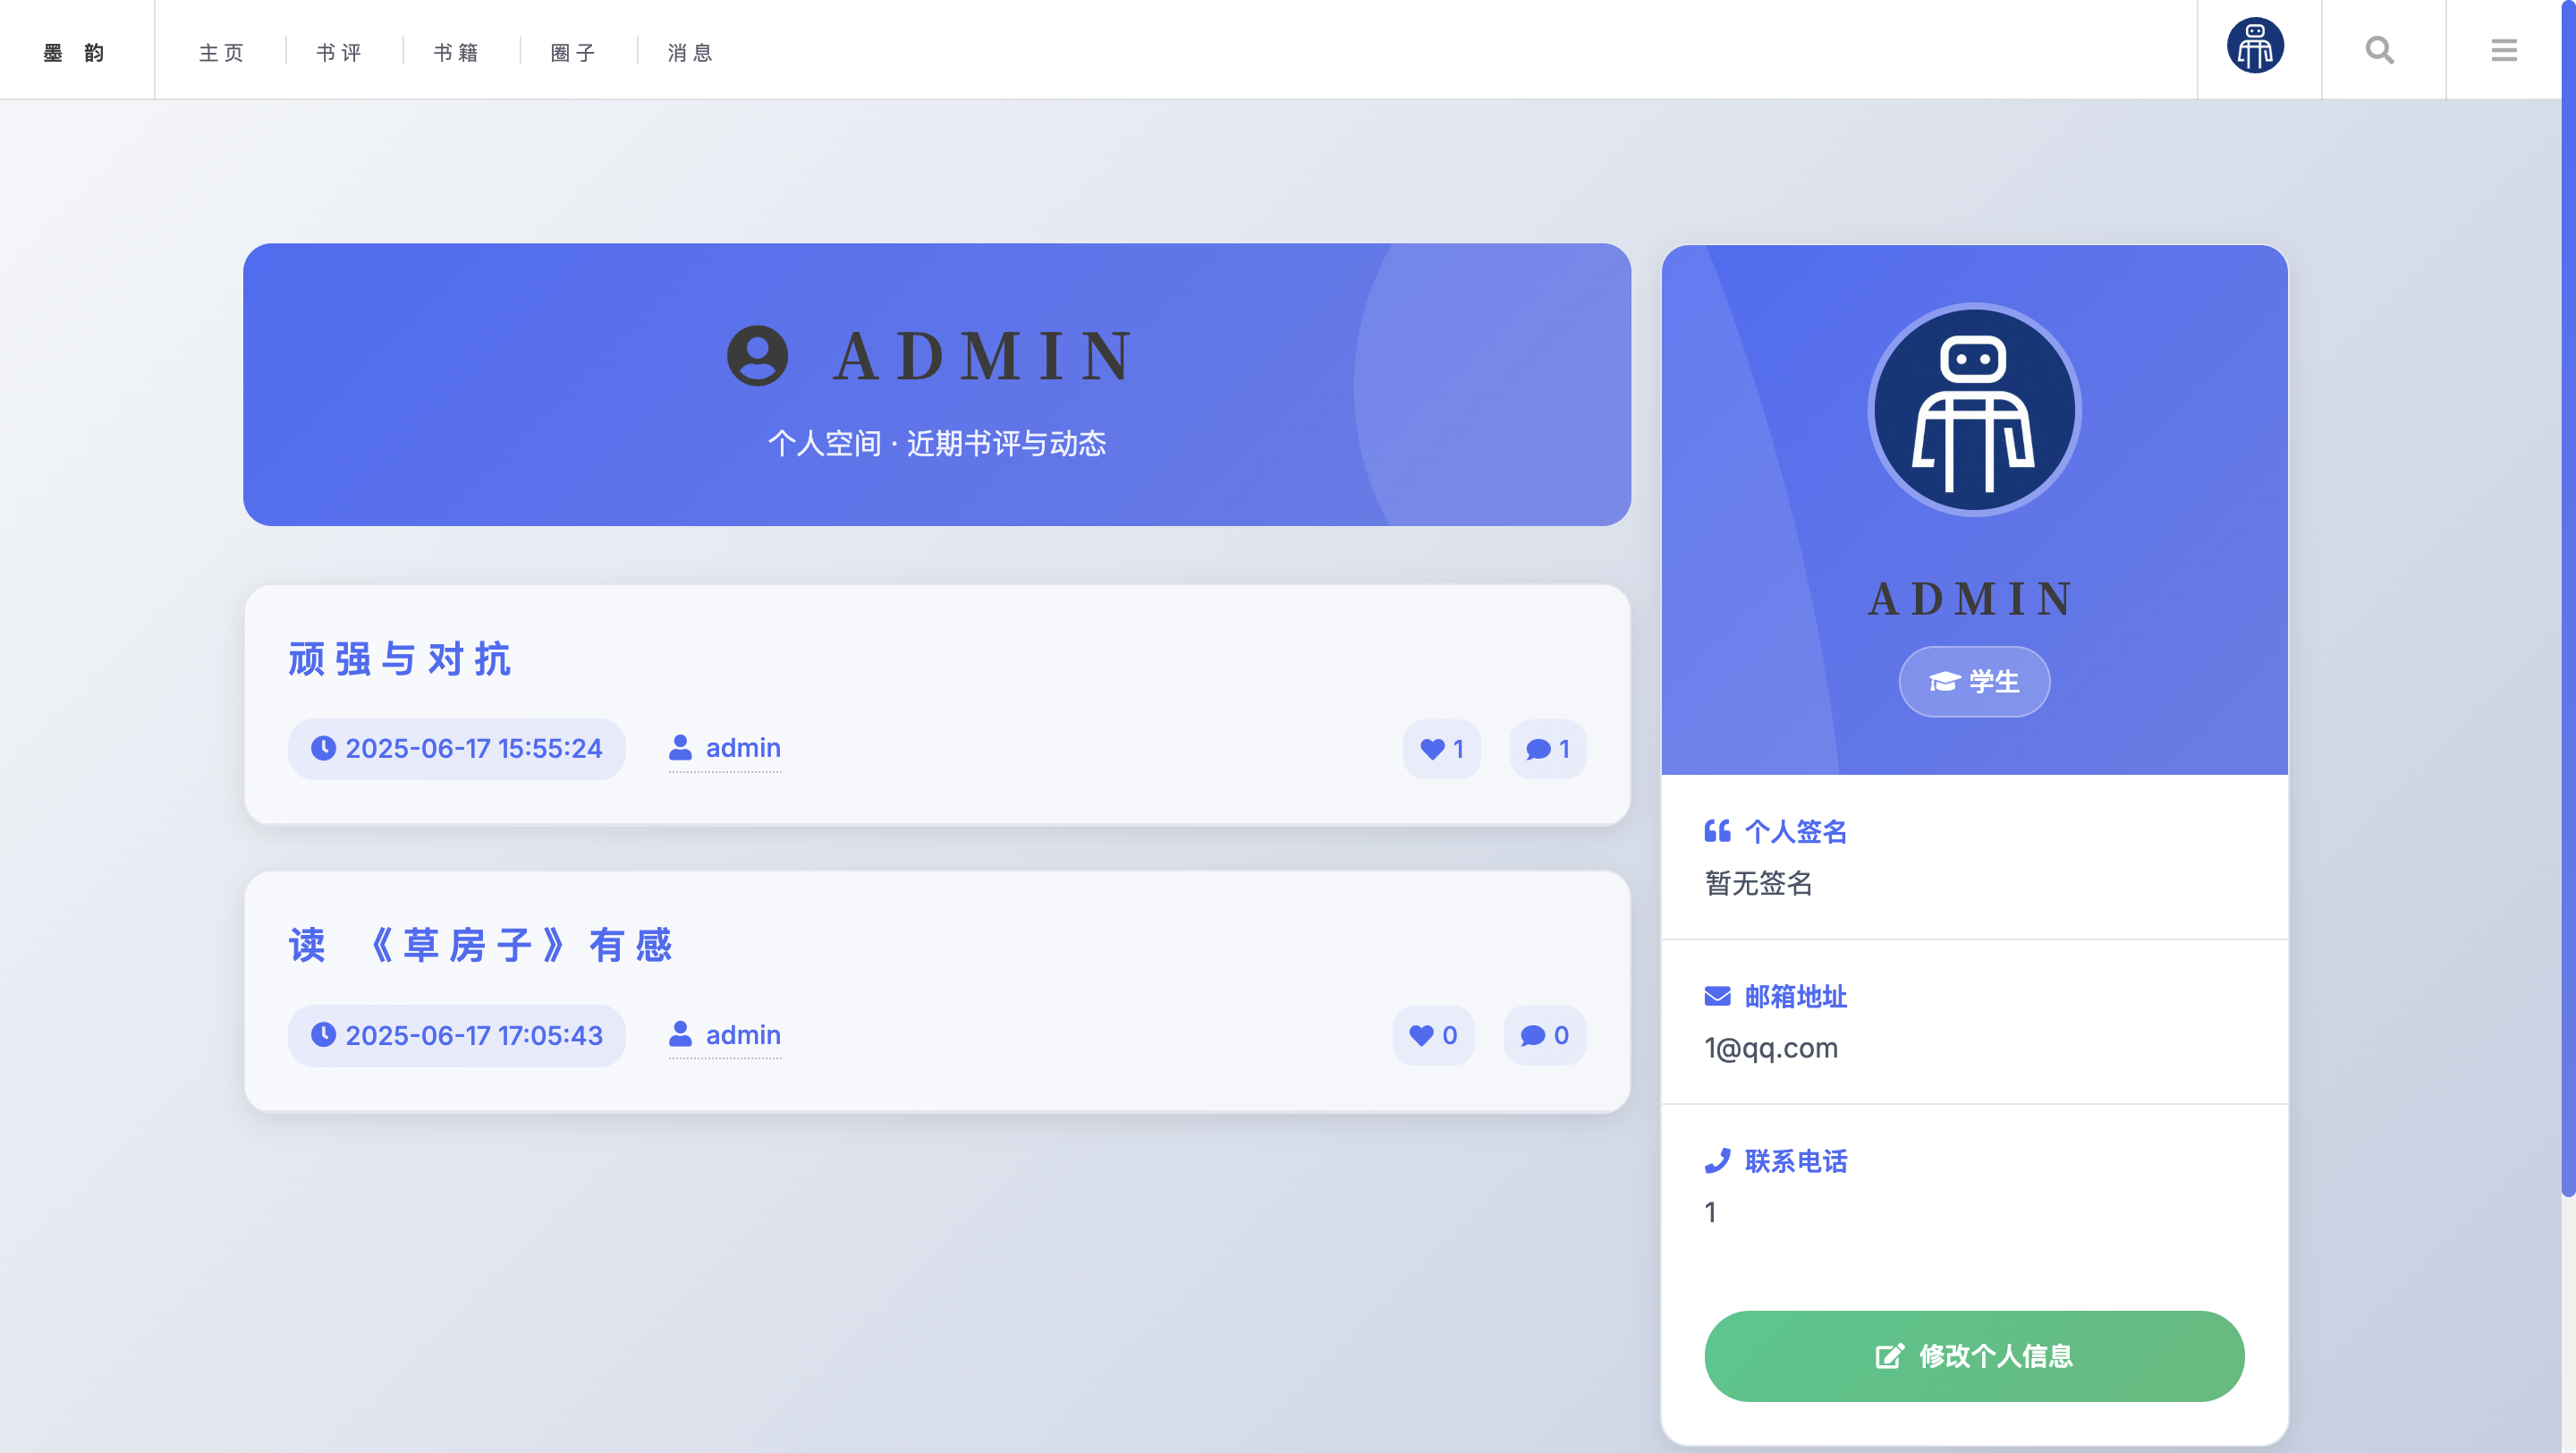 墨 韵
主页
书评
书籍
圈子
消息
ADMIN
个人空间 · 近期书评与动态
顽强与对抗
2025-06-17 15:55:24
admin
1
1
读 《草房子》有感
2025-06-17 17:05:43
admin
0
0
ADMIN
学生
个人签名
暂无签名
邮箱地址
1@qq.com
联系电话
1
修改个人信息